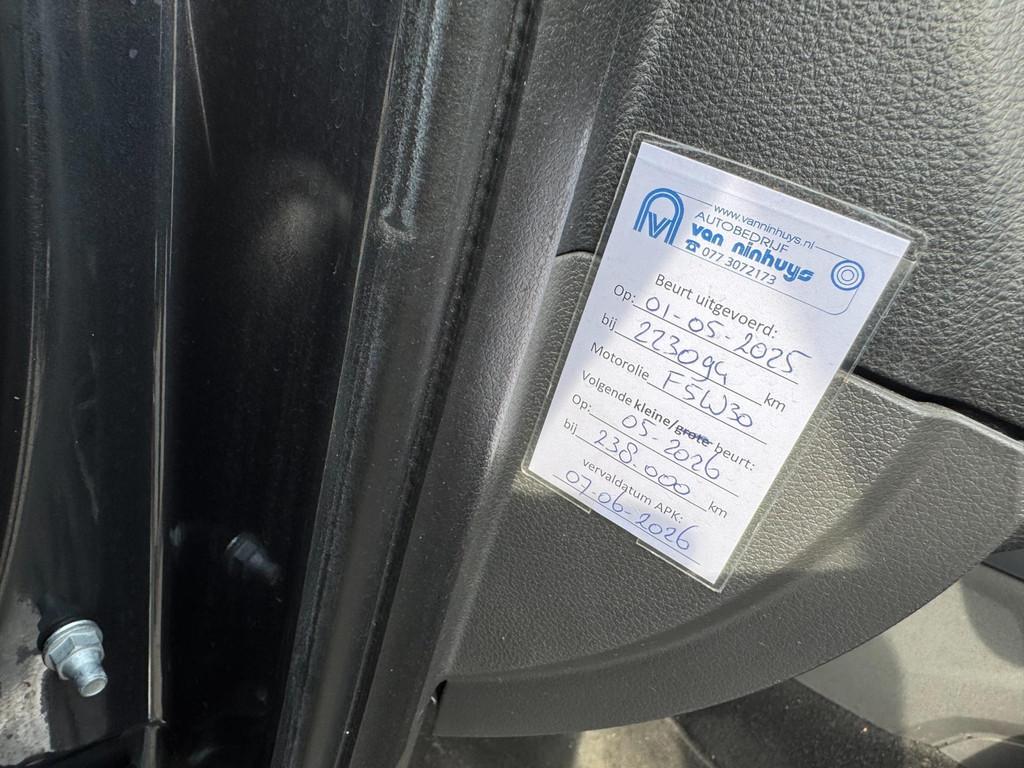 www.vanninhuys.nl
AUTOBEDRIJF
van ninhuys
☎ 077 3072173
Beurt uitgevoerd:
Op: 01-05-2025
bij 223094 km
Motorolie F5W30
Volgende kleine/grote beurt:
Op: 05-2026
bij 238.000 km
vervaldatum APK:
07-06-2026